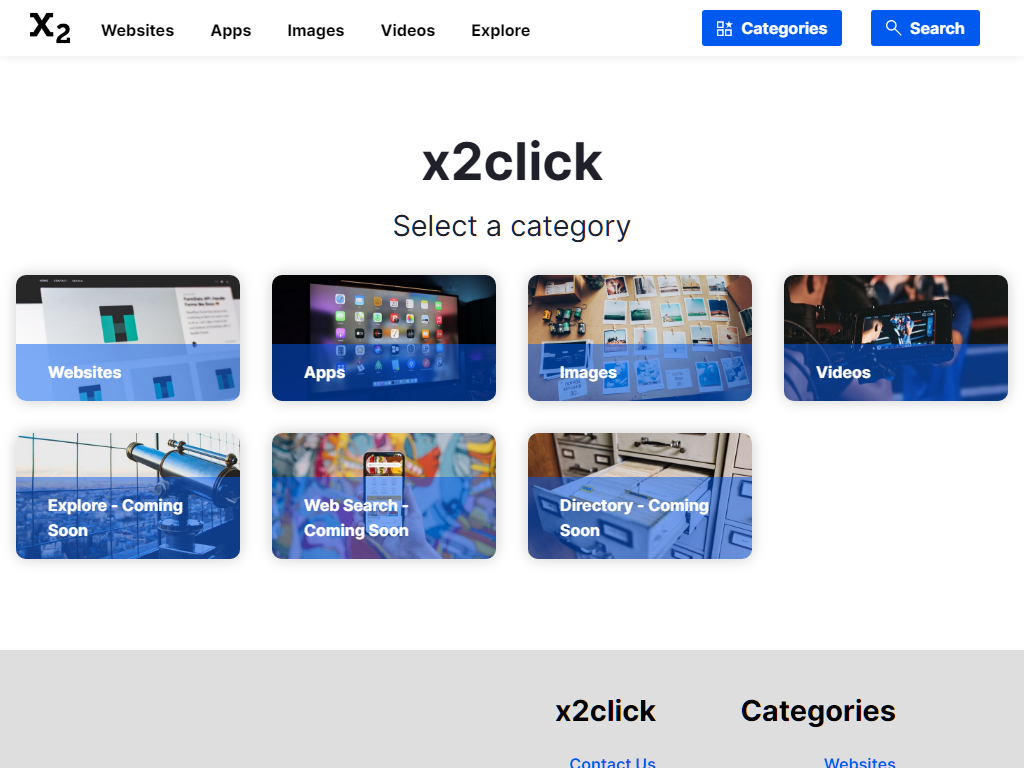 x2
Websites
Apps
Images
Videos
Explore
Categories
Search
x2click
Select a category
Websites
Apps
Images
Videos
Explore - Coming
Soon
Web Search -
Coming Soon
Directory - Coming
Soon
x2click
Categories
Contact Us
Websites